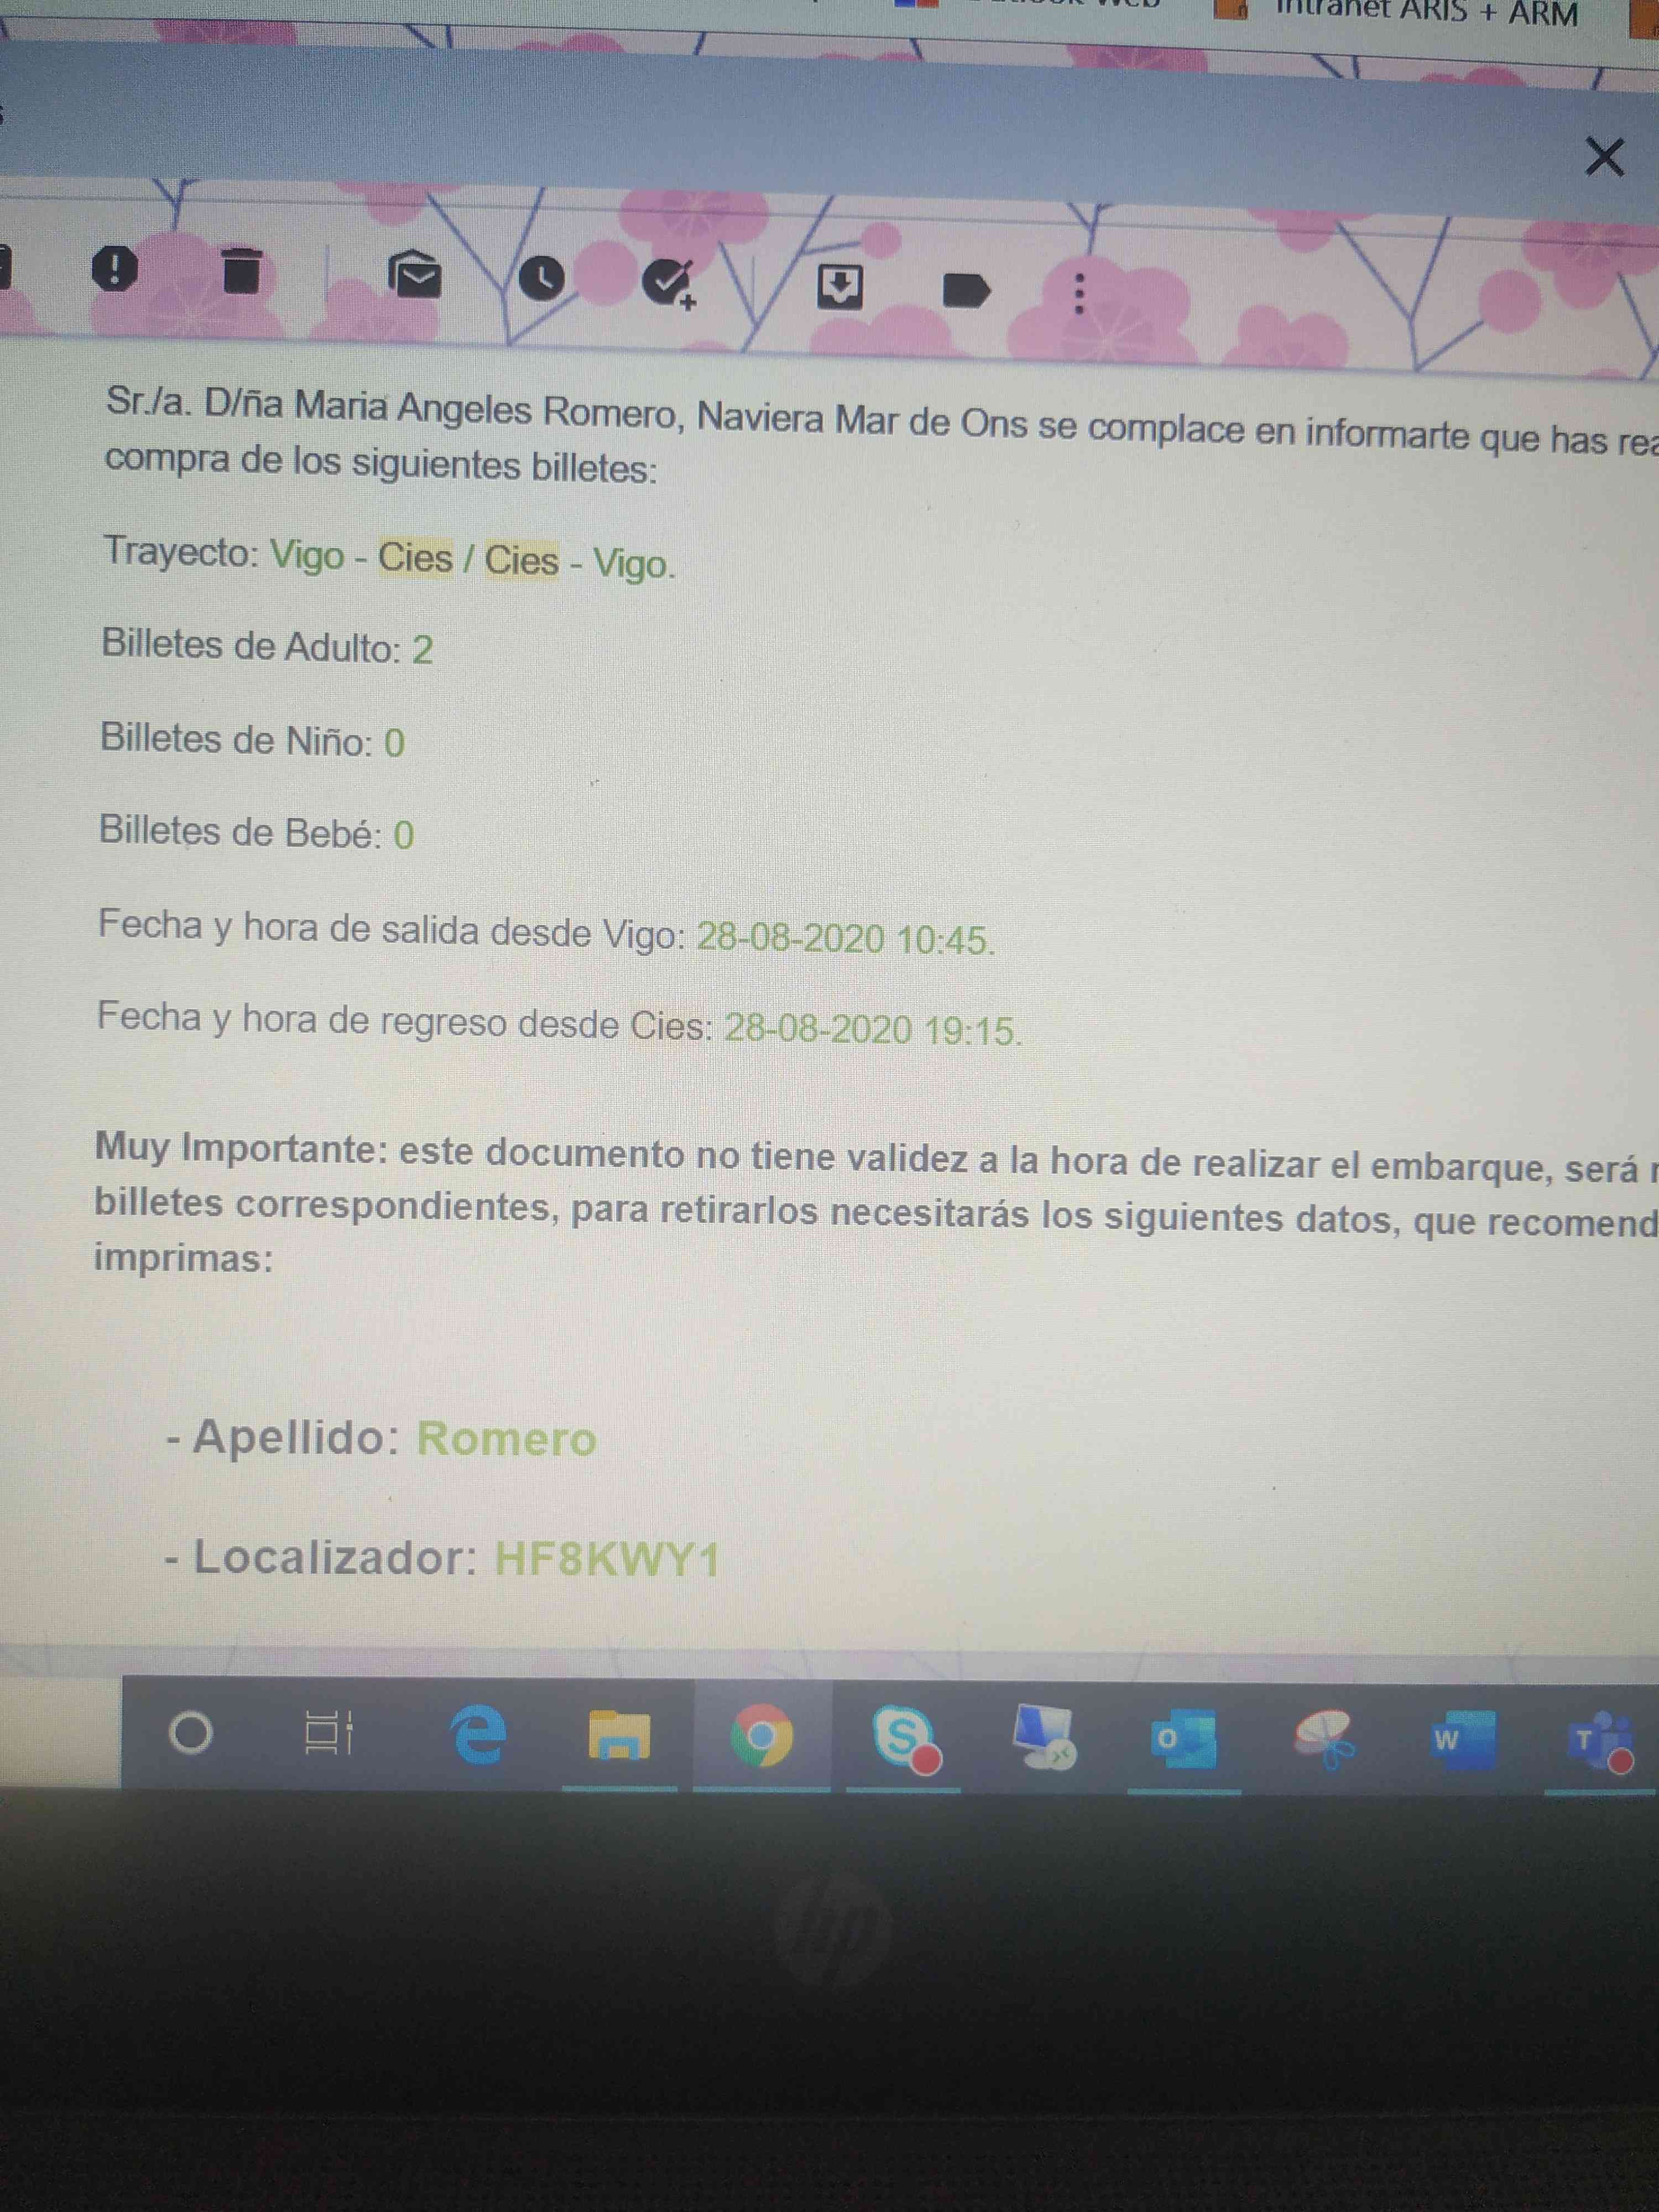 Intranet ARIS + ARM
Sr./a. D/ña Maria Angeles Romero, Naviera Mar de Ons se complace en informarte que has
compra de los siguientes billetes:
Trayecto: Vigo - Cies / Cies - Vigo.
Billetes de Adulto: 2
Billetes de Niño: 0
Billetes de Bebé: 0
Fecha y hora de salida desde Vigo: 28-08-2020 10:45.
Fecha y hora de regreso desde Cies: 28-08-2020 19:15.
Muy Importante: este documento no tiene validez a la hora de realizar el embarque, será
billetes correspondientes, para retirarlos necesitarás los siguientes datos, que recomend
imprimas:
- Apellido: Romero
- Localizador: HF8KWY1
hp